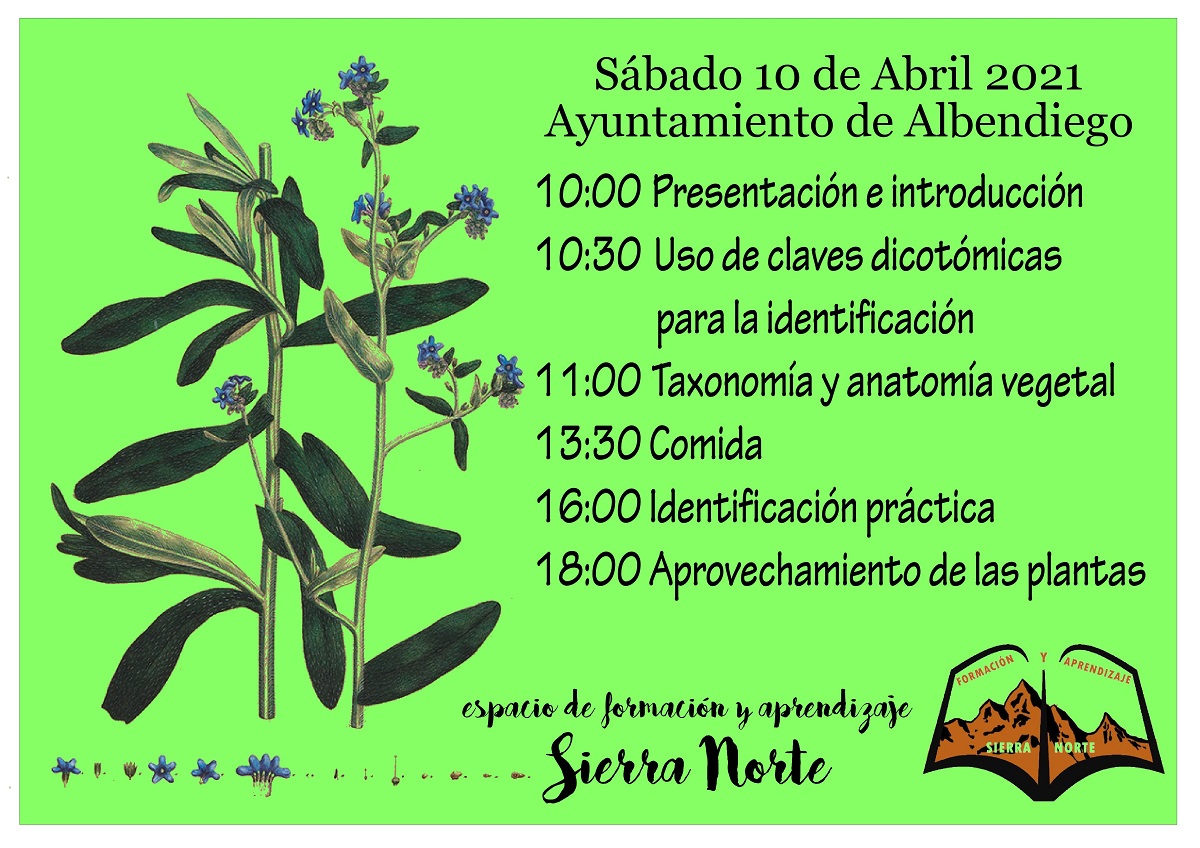 Sábado 10 de Abril 2021
Ayuntamiento de Albendiego
10:00 Presentación e introducción
10:30 Uso de claves dicotómicas
para la identificación
11:00 Taxonomía y anatomía vegetal
13:30 Comida
16:00 Identificación práctica
18:00 Aprovechamiento de las plantas
espacio de formación y aprendizaje
Sierra Norte
FORMACIÓN Y APRENDIZAJE
SIERRA NORTE